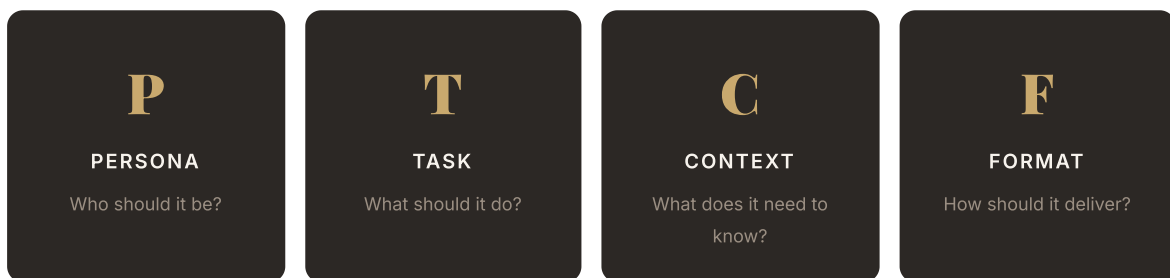 P
PERSONA
Who should it be?
T
TASK
What should it do?
C
CONTEXT
What does it need to
know?
F
FORMAT
How should it deliver?